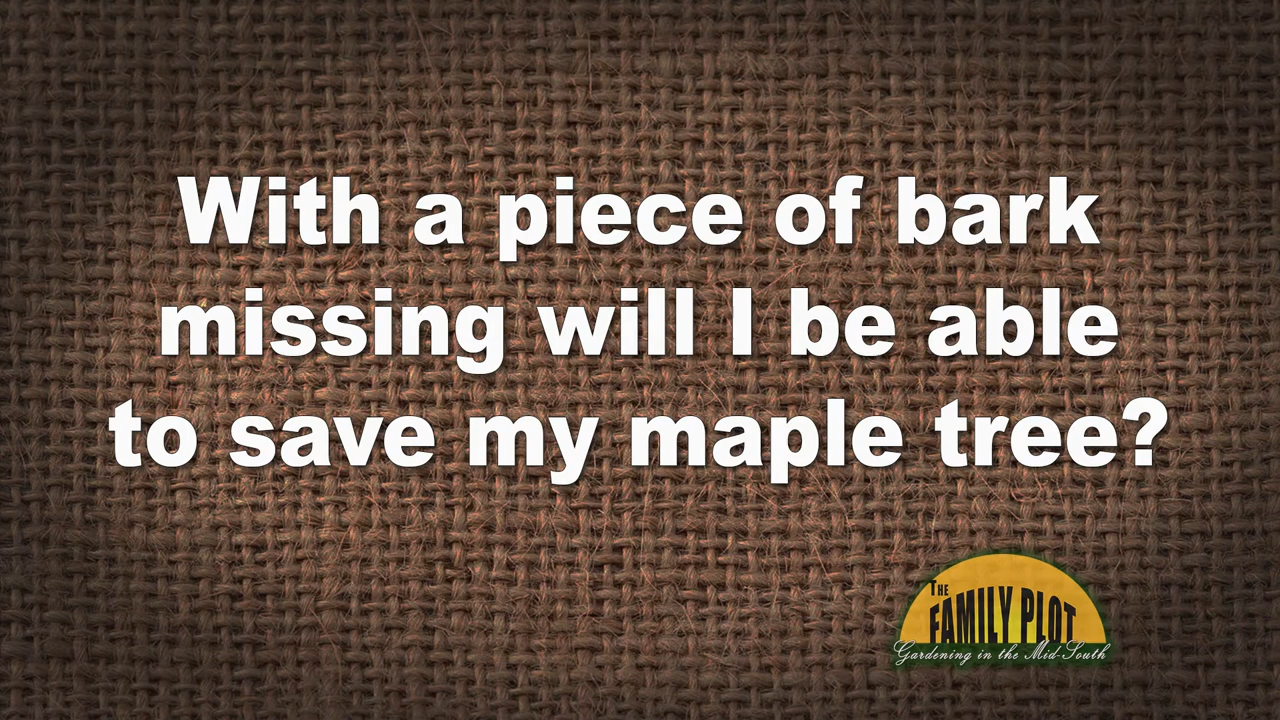 With a piece of bark
missing will I be able
to save my maple tree?
THE
FAMILY PLOT
Gardening in the Mid-South